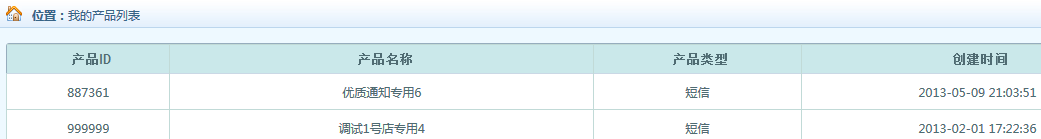 位置：我的产品列表
产品ID 产品名称 产品类型 创建时间
887361 优质通知专用6 短信 2013-05-09 21:03:51
999999 调试1号店专用4 短信 2013-02-01 17:22:36